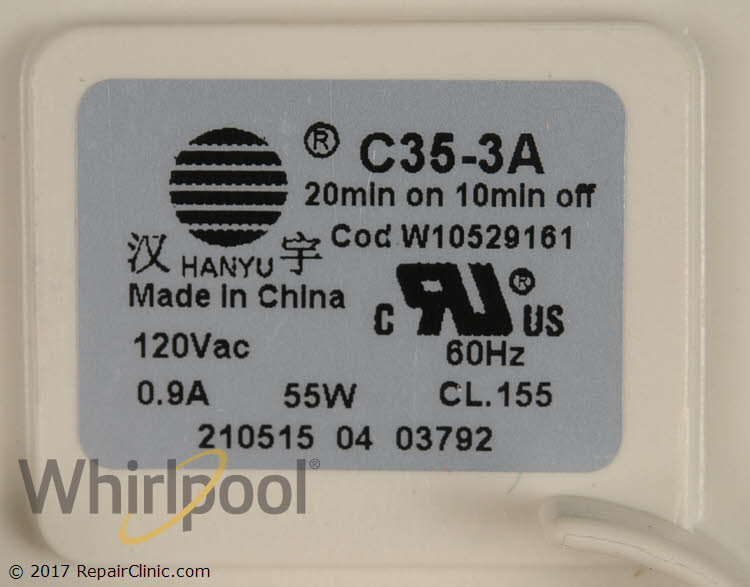 ® C35-3A
20min on 10min off
Cod W10529161
汉 HANYU 宇
Made in China
C RU ® US
120Vac
60Hz
0.9A 55W CL.155
210515 04 03792
Whirlpool®
© 2017 RepairClinic.com®